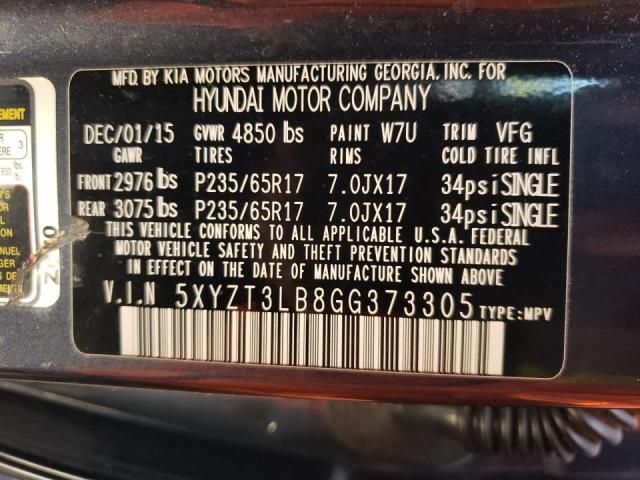 MFD. BY KIA MOTORS MANUFACTURING GEORGIA, INC. FOR
HYUNDAI MOTOR COMPANY
DEC/01/15 GVWR 4850 lbs PAINT W7U TRIM VFG
GAWR TIRES RIMS COLD TIRE INFL
FRONT 2976 lbs P235/65R17 7.0JX17 34psi SINGLE
REAR 3075 lbs P235/65R17 7.0JX17 34psi SINGLE
THIS VEHICLE CONFORMS TO ALL APPLICABLE U.S.A. FEDERAL
MOTOR VEHICLE SAFETY AND THEFT PREVENTION STANDARDS
IN EFFECT ON THE DATE OF MANUFACTURE SHOWN ABOVE.
V.I.N 5XYZT3LB8GG373305 TYPE:MPV
3
930 lbs.